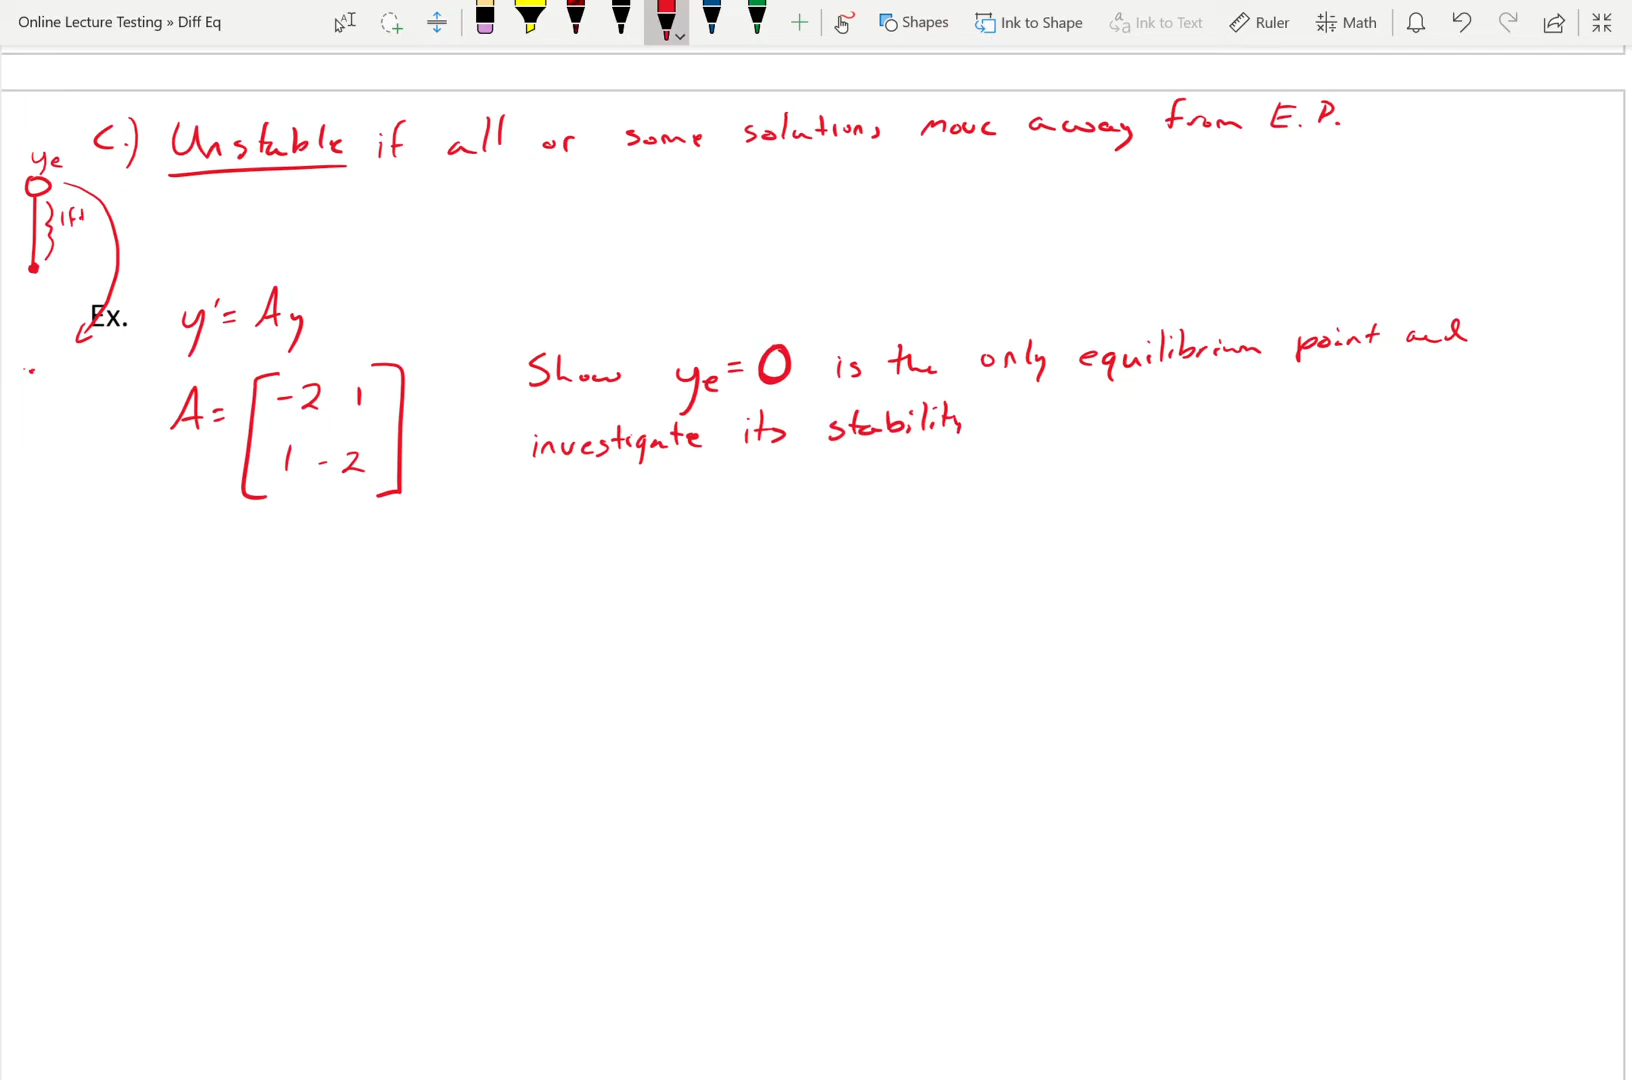 Online Lecture Testing » Diff Eq
Shapes
Ink to Shape
Ink to Text
Ruler
Math
C.) Unstable if all or some solutions move away from E.P.
ye
1ft
Ex. y' = Ay
A = [-2 1
1 -2]
Show ye = 0 is the only equilibrium point and
investigate its stability